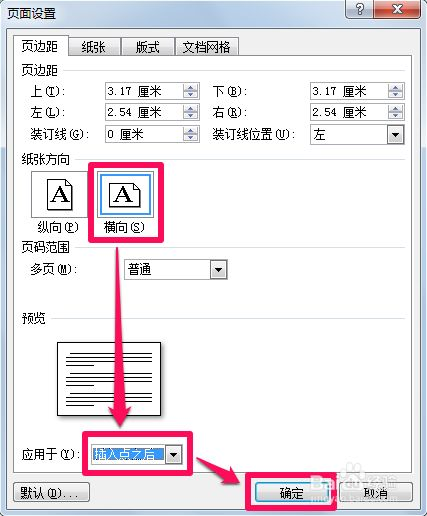 页面设置
页边距 纸张 版式 文档网格
页边距
上(T): 3.17 厘米 下(B): 3.17 厘米
左(L): 2.54 厘米 右(R): 2.54 厘米
装订线(G): 0 厘米 装订线位置(U): 左
纸张方向
A A
纵向(P) 横向(S)
页码范围
多页(M): 普通
预览
应用于(Y): 插入点之后
默认(D)... 确定 取消